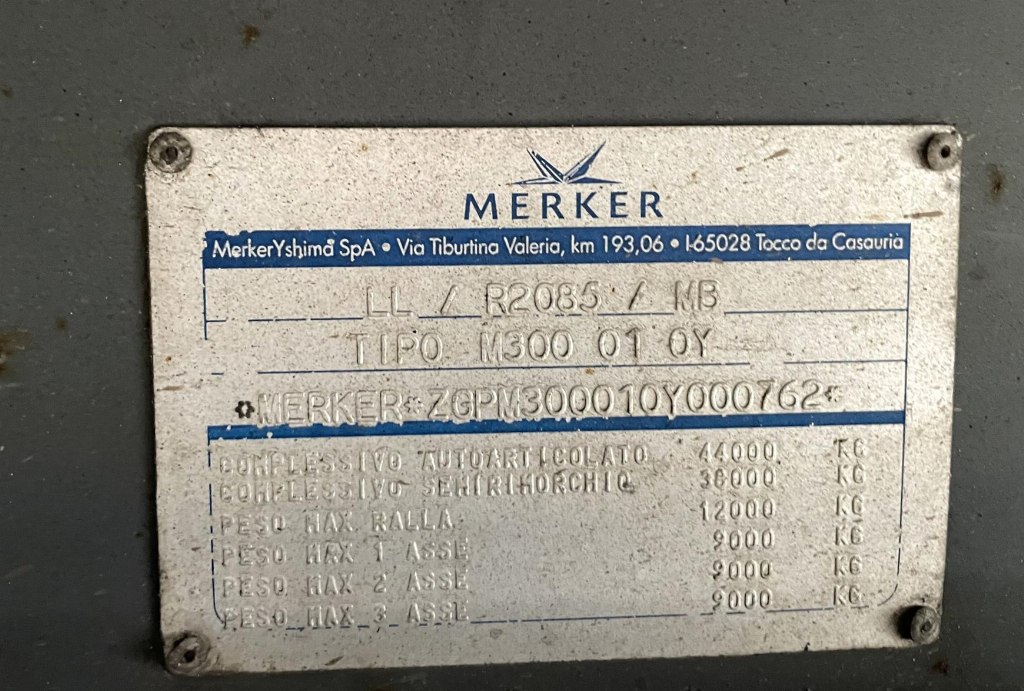 MERKER
MerkerYshima SpA • Via Tiburtina Valeria, km 193,06 • I-65028 Tocco da Casauria
LL / R2085 / MB
TIPO M300 01 0Y
*MERKER*ZGPM300010Y000762*
COMPLESSIVO AUTOARTICOLATO 44000 KG
COMPLESSIVO SEMIRIMORCHIO 38000 KG
PESO MAX RALLA 12000 KG
PESO MAX 1 ASSE 9000 KG
PESO MAX 2 ASSE 9000 KG
PESO MAX 3 ASSE 9000 KG